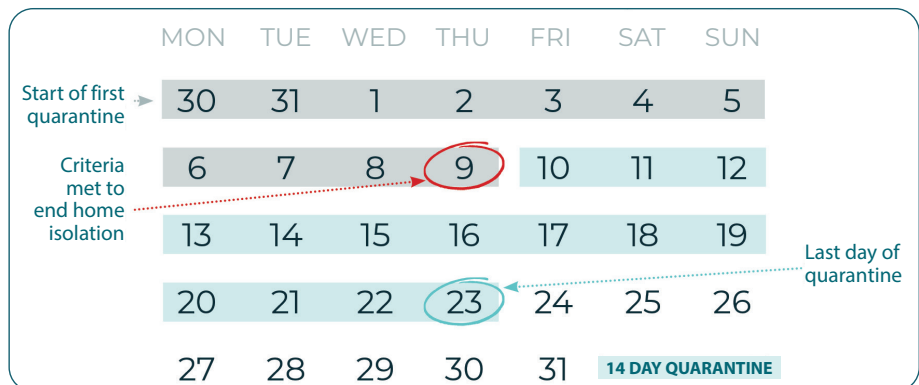 MON TUE WED THU FRI SAT SUN
Start of first
quarantine
30 31 1 2 3 4 5
Criteria
met to
end home
isolation
6 7 8 9 10 11 12
13 14 15 16 17 18 19
Last day of
quarantine
20 21 22 23 24 25 26
27 28 29 30 31 14 DAY QUARANTINE